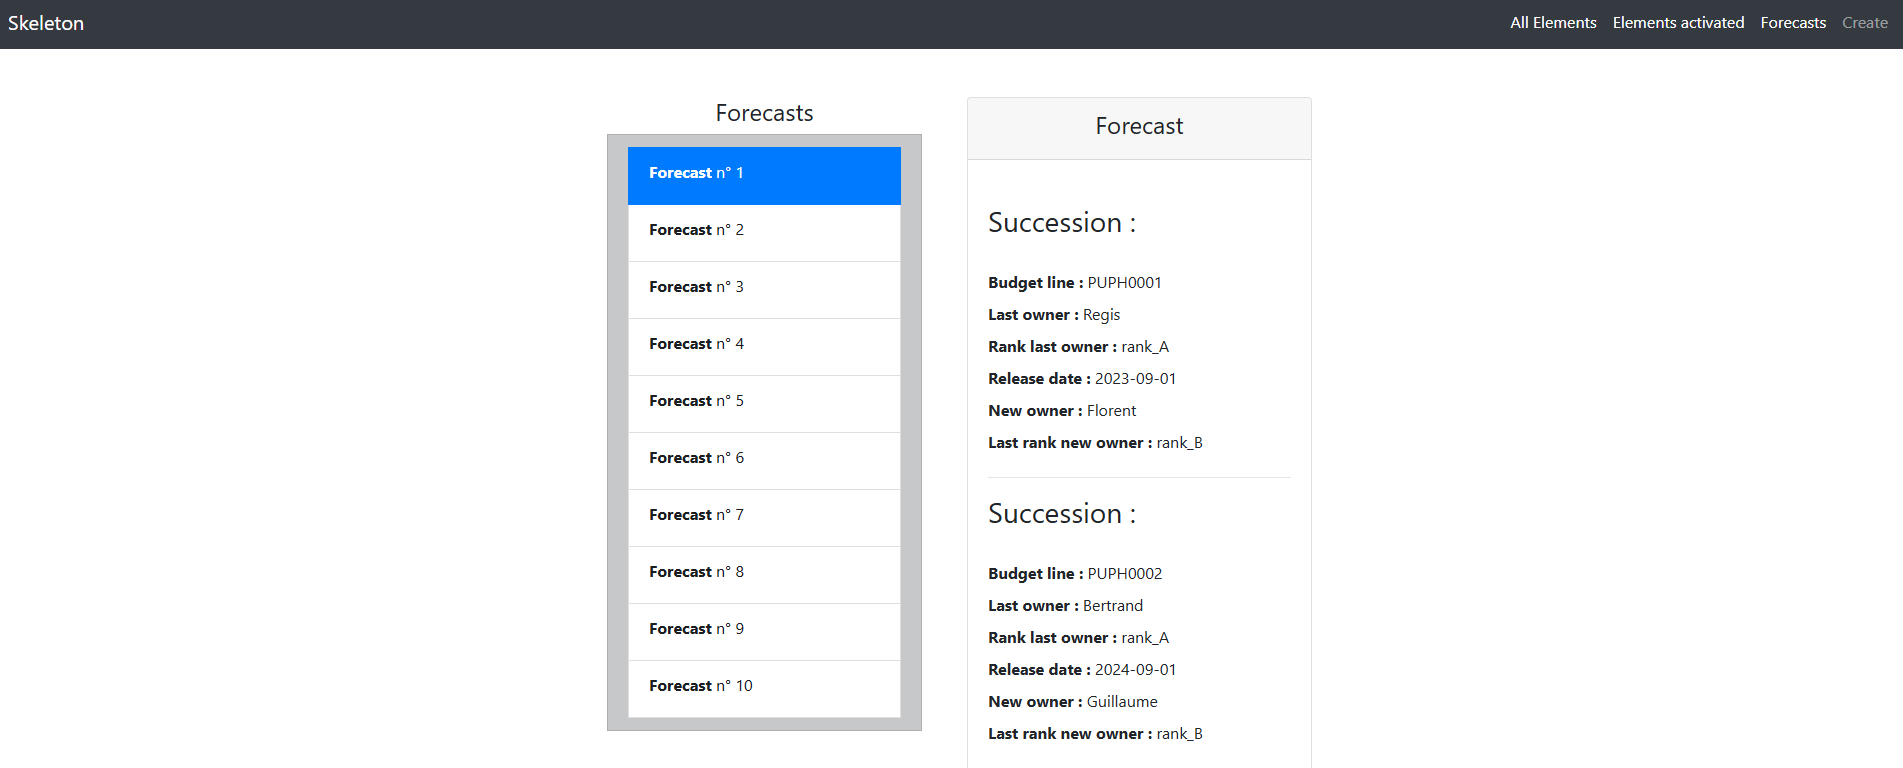 Skeleton
All Elements Elements activated Forecasts Create
Forecasts
Forecast n° 1
Forecast n° 2
Forecast n° 3
Forecast n° 4
Forecast n° 5
Forecast n° 6
Forecast n° 7
Forecast n° 8
Forecast n° 9
Forecast n° 10
Forecast
Succession :
Budget line : PUPH0001
Last owner : Regis
Rank last owner : rank_A
Release date : 2023-09-01
New owner : Florent
Last rank new owner : rank_B
Succession :
Budget line : PUPH0002
Last owner : Bertrand
Rank last owner : rank_A
Release date : 2024-09-01
New owner : Guillaume
Last rank new owner : rank_B